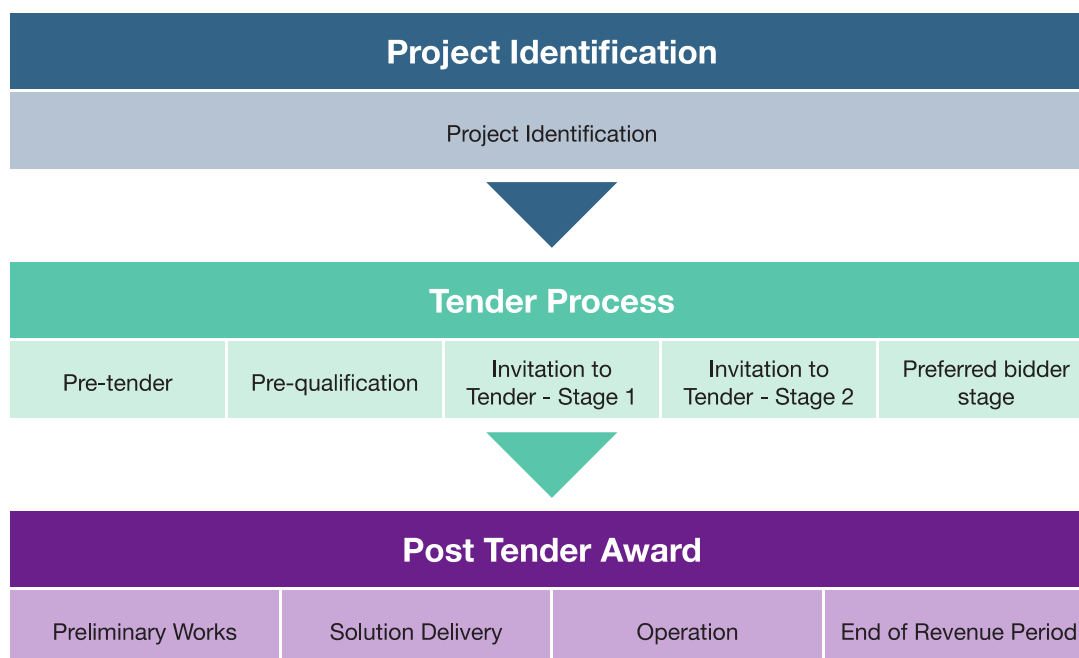 Project Identification
Project Identification
Tender Process
Pre-tender
Pre-qualification
Invitation to
Tender - Stage 1
Invitation to
Tender - Stage 2
Preferred bidder
stage
Post Tender Award
Preliminary Works
Solution Delivery
Operation
End of Revenue Period